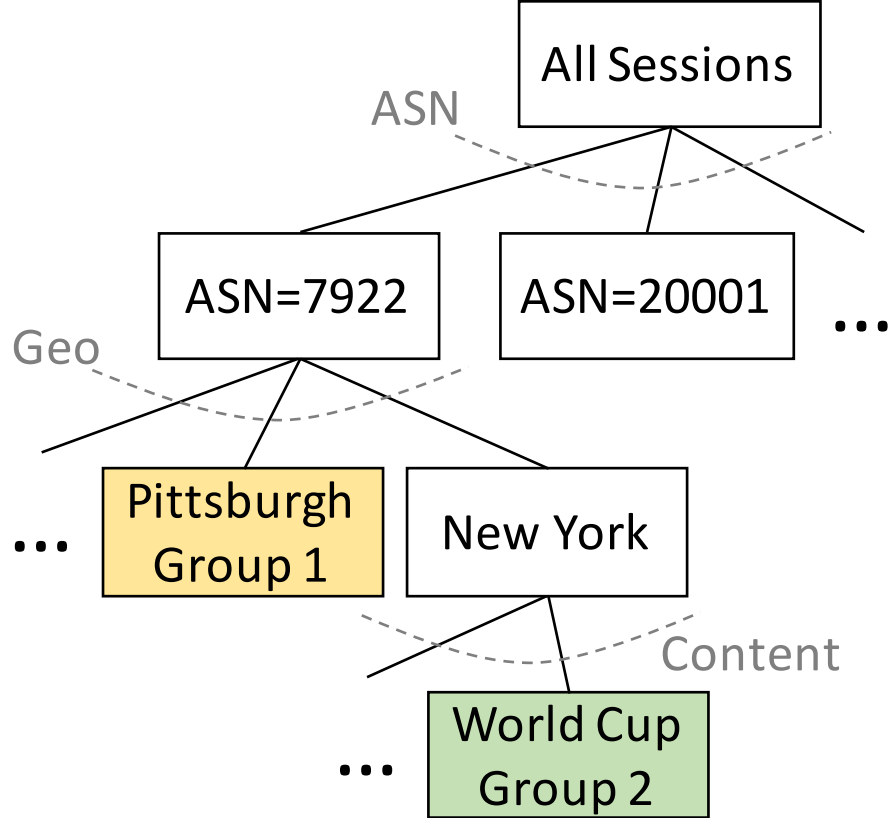 All Sessions
ASN
ASN=7922
ASN=20001
...
Geo
... 
Pittsburgh
Group 1
New York
Content
...
World Cup
Group 2